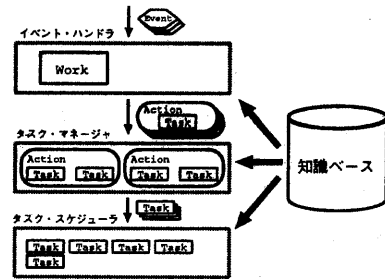 Event
イベント・ハンドラ
Work
Action
Task
タスク・マネージャ
Action
Action
Task
Task
Task
Task
知識ベース
Task
タスク・スケジューラ
Task
Task
Task
Task
Task